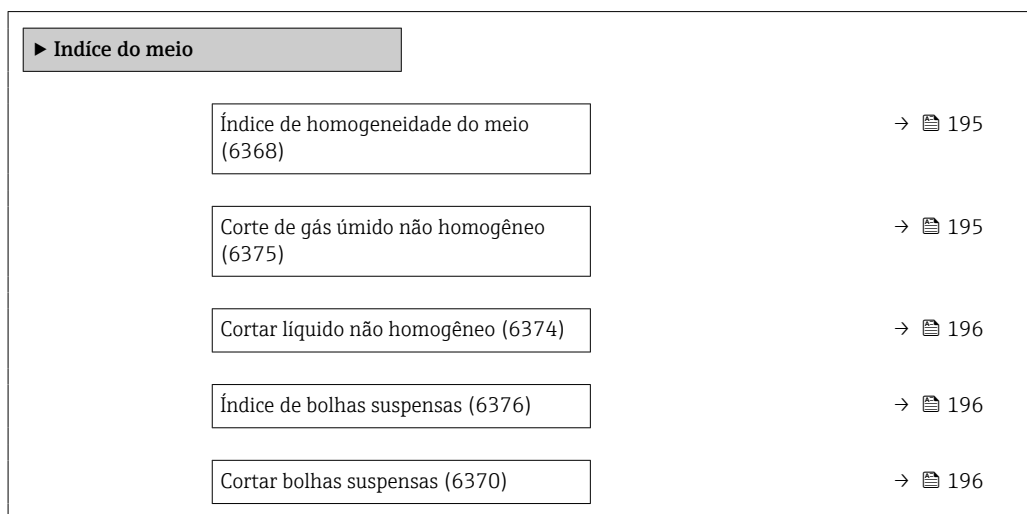 ▶ Indíce do meio
Índice de homogeneidade do meio
(6368)
→ 195
Corte de gás úmido não homogêneo
(6375)
→ 195
Cortar líquido não homogêneo (6374)
→ 196
Índice de bolhas suspensas (6376)
→ 196
Cortar bolhas suspensas (6370)
→ 196